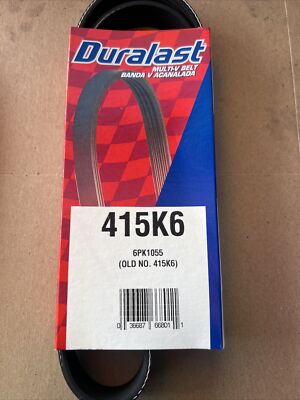 Duralast
MULTI-V BELT
BANDA V ACANALADA
415K6
6PK1055
(OLD NO. 415K6)
0 36687 66801 1